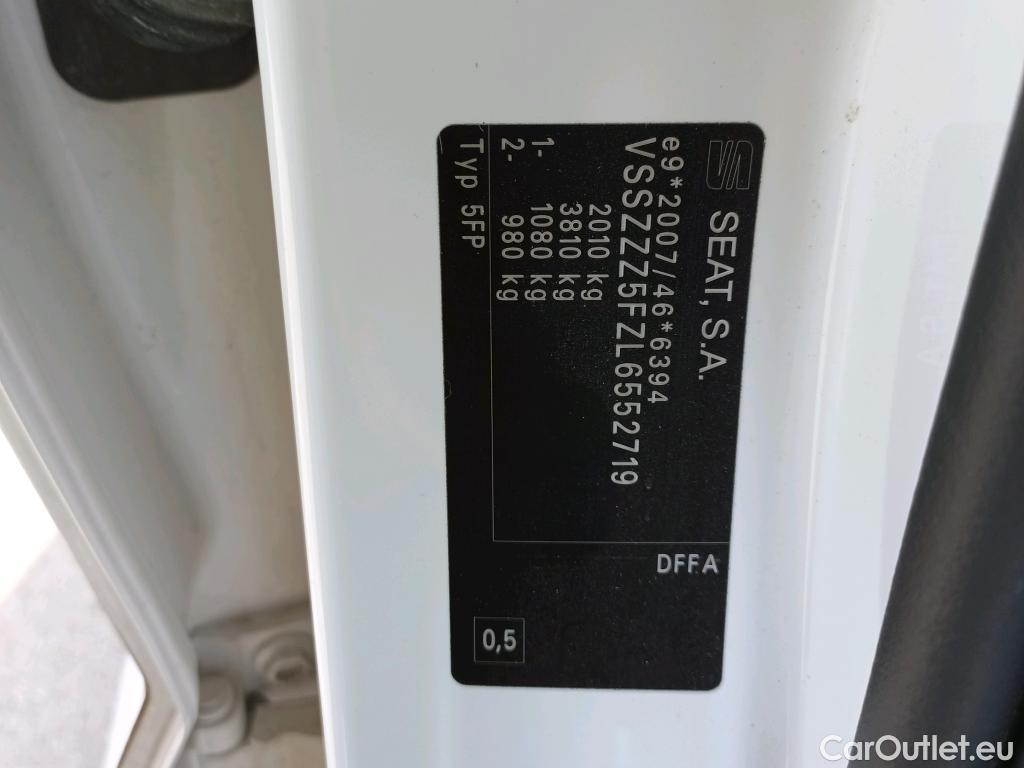 SEAT, S.A.
e9*2007/46*6394
VSSZZZ5FZL6552719
2010 kg
3810 kg
1- 1080 kg
2- 980 kg
Typ 5FP
DFFA
0,5
CarOutlet.eu